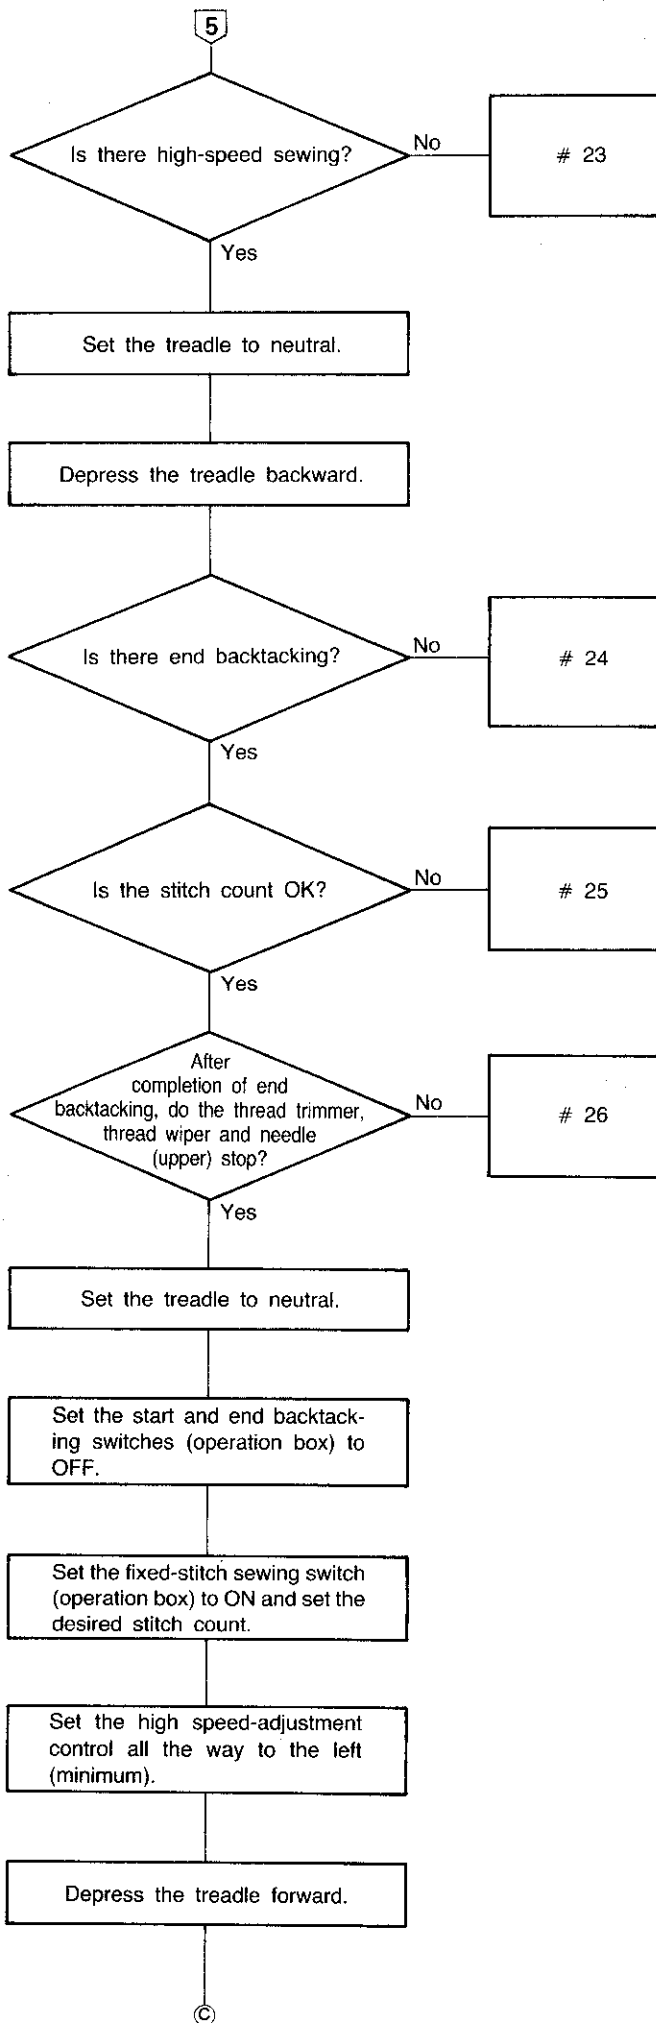 5
Is there high-speed sewing?
No
# 23
Yes
Set the treadle to neutral.
Depress the treadle backward.
Is there end backtacking?
No
# 24
Yes
Is the stitch count OK?
No
# 25
Yes
After
completion of end
backtacking, do the thread trimmer,
thread wiper and needle
(upper) stop?
No
# 26
Yes
Set the treadle to neutral.
Set the start and end backtack-
ing switches (operation box) to
OFF.
Set the fixed-stitch sewing switch
(operation box) to ON and set the
desired stitch count.
Set the high speed-adjustment
control all the way to the left
(minimum).
Depress the treadle forward.
C